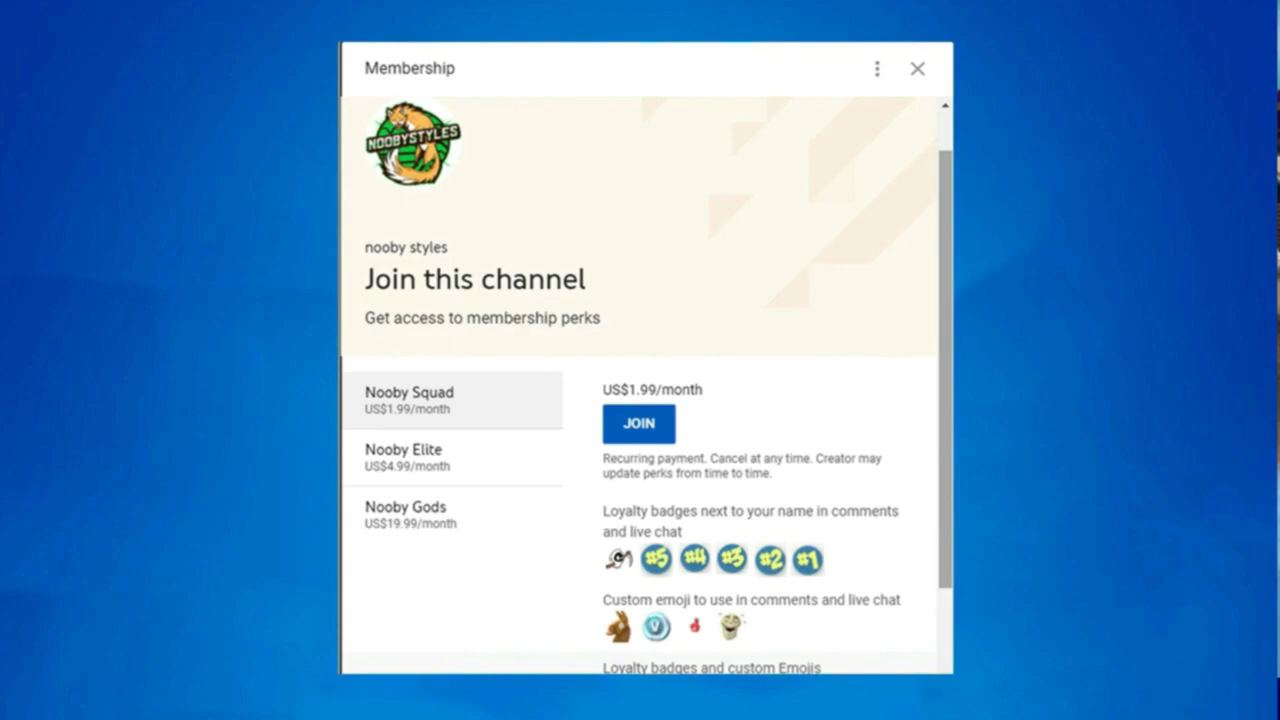 Membership
NOOBYSTYLES
nooby styles
Join this channel
Get access to membership perks
Nooby Squad
US$1.99/month
Nooby Elite
US$4.99/month
Nooby Gods
US$19.99/month
US$1.99/month
JOIN
Recurring payment. Cancel at any time. Creator may
update perks from time to time.
Loyalty badges next to your name in comments
and live chat
#5 #4 #3 #2 #1
Custom emoji to use in comments and live chat
V
Loyalty badges and custom Emojis